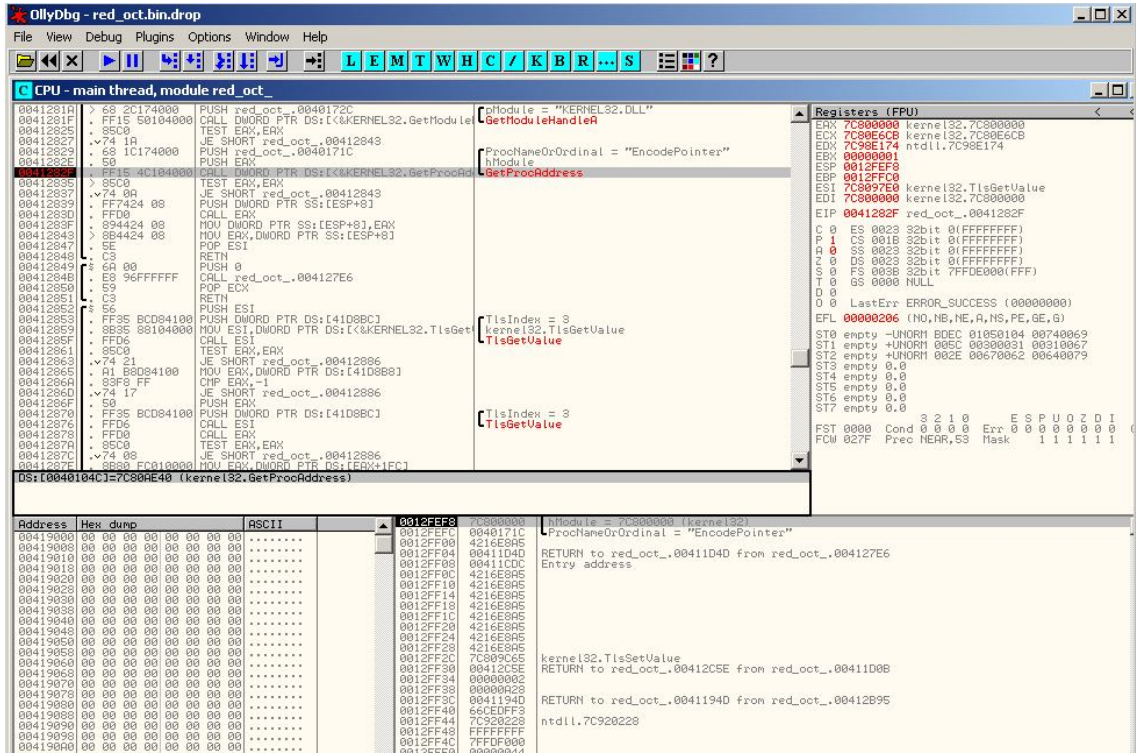 OllyDbg - red_oct.bin.drop
File View Debug Plugins Options Window Help
L E M T W H C / K B R ... S ?
C CPU - main thread, module red_oct_
0041281A > 68 2C174000 PUSH red_oct_.0040172C pModule = "KERNEL32.DLL"
0041281F . FF15 50104000 CALL DWORD PTR DS:[<&KERNEL32.GetModuleH GetModuleHandleA
00412825 . 85C0 TEST EAX,EAX
00412827 .v74 1A JE SHORT red_oct_.00412843
00412829 . 68 1C174000 PUSH red_oct_.0040171C ProcNameOrOrdinal = "EncodePointer"
0041282E . 50 PUSH EAX hModule
0041282F . FF15 4C104000 CALL DWORD PTR DS:[<&KERNEL32.GetProcAdd GetProcAddress
00412835 > 85C0 TEST EAX,EAX
00412837 .v74 0A JE SHORT red_oct_.00412843
00412839 . FF7424 08 PUSH DWORD PTR SS:[ESP+8]
0041283D . FFD0 CALL EAX
0041283F . 894424 08 MOV DWORD PTR SS:[ESP+8],EAX
00412843 > 8B4424 08 MOV EAX,DWORD PTR SS:[ESP+8]
00412847 . 5E POP ESI
00412848 . C3 RETN
00412849 $ 6A 00 PUSH 0
0041284B . E8 96FFFFFF CALL red_oct_.004127E6
00412850 . 59 POP ECX
00412851 . C3 RETN
00412852 $ 56 PUSH ESI
00412853 . FF35 BCD84100 PUSH DWORD PTR DS:[41D8BC] TlsIndex = 3
00412859 . 8B35 88104000 MOV ESI,DWORD PTR DS:[<&KERNEL32.TlsGetV kernel32.TlsGetValue
0041285F . FFD6 CALL ESI TlsGetValue
00412861 . 85C0 TEST EAX,EAX
00412863 .v74 21 JE SHORT red_oct_.00412886
00412865 . A1 B8D84100 MOV EAX,DWORD PTR DS:[41D8B8]
0041286A . 83F8 FF CMP EAX,-1
0041286D .v74 17 JE SHORT red_oct_.00412886
0041286F . 50 PUSH EAX
00412870 . FF35 BCD84100 PUSH DWORD PTR DS:[41D8BC] TlsIndex = 3
00412876 . FFD6 CALL ESI TlsGetValue
00412878 . FFD0 CALL EAX
0041287A . 85C0 TEST EAX,EAX
0041287C .v74 08 JE SHORT red_oct_.00412886
0041287E . 8B80 FC010000 MOV EAX,DWORD PTR DS:[EAX+1FC]
DS:[0040104C]=7C80AE40 (kernel32.GetProcAddress)
Registers (FPU) < <
EAX 7C800000 kernel32.7C800000
ECX 7C80E6CB kernel32.7C80E6CB
EDX 7C98E174 ntdll.7C98E174
EBX 00000001
ESP 0012FEF8
EBP 0012FFC0
ESI 7C8097E0 kernel32.TlsGetValue
EDI 7C800000 kernel32.7C800000
EIP 0041282F red_oct_.0041282F
C 0 ES 0023 32bit 0(FFFFFFFF)
P 1 CS 001B 32bit 0(FFFFFFFF)
A 0 SS 0023 32bit 0(FFFFFFFF)
Z 0 DS 0023 32bit 0(FFFFFFFF)
S 0 FS 003B 32bit 7FFDE000(FFF)
T 0 GS 0000 NULL
D 0
O 0 LastErr ERROR_SUCCESS (00000000)
EFL 00000206 (NO,NB,NE,A,NS,PE,GE,G)
ST0 empty -UNORM BDEC 01050104 00740069
ST1 empty +UNORM 005C 00300031 00310067
ST2 empty +UNORM 002E 00670062 00640079
ST3 empty 0.0
ST4 empty 0.0
ST5 empty 0.0
ST6 empty 0.0
ST7 empty 0.0
3 2 1 0 E S P U O Z D I
FST 0000 Cond 0 0 0 0 Err 0 0 0 0 0 0 0 0 (
FCW 027F Prec NEAR,53 Mask 1 1 1 1 1 1
Address Hex dump ASCII
00419000 00 00 00 00 00 00 00 00 ........
00419008 00 00 00 00 00 00 00 00 ........
00419010 00 00 00 00 00 00 00 00 ........
00419018 00 00 00 00 00 00 00 00 ........
00419020 00 00 00 00 00 00 00 00 ........
00419028 00 00 00 00 00 00 00 00 ........
00419030 00 00 00 00 00 00 00 00 ........
00419038 00 00 00 00 00 00 00 00 ........
00419040 00 00 00 00 00 00 00 00 ........
00419048 00 00 00 00 00 00 00 00 ........
00419050 00 00 00 00 00 00 00 00 ........
00419058 00 00 00 00 00 00 00 00 ........
00419060 00 00 00 00 00 00 00 00 ........
00419068 00 00 00 00 00 00 00 00 ........
00419070 00 00 00 00 00 00 00 00 ........
00419078 00 00 00 00 00 00 00 00 ........
00419080 00 00 00 00 00 00 00 00 ........
00419088 00 00 00 00 00 00 00 00 ........
00419090 00 00 00 00 00 00 00 00 ........
00419098 00 00 00 00 00 00 00 00 ........
004190A0 00 00 00 00 00 00 00 00 ........
0012FEF8 7C800000 hModule = 7C800000 (kernel32)
0012FEFC 0040171C ProcNameOrOrdinal = "EncodePointer"
0012FF00 4216E8A5
0012FF04 00411D4D RETURN to red_oct_.00411D4D from red_oct_.004127E6
0012FF08 00411CDC Entry address
0012FF0C 4216E8A5
0012FF10 4216E8A5
0012FF14 4216E8A5
0012FF18 4216E8A5
0012FF1C 4216E8A5
0012FF20 4216E8A5
0012FF24 4216E8A5
0012FF28 4216E8A5
0012FF2C 7C809C65 kernel32.TlsSetValue
0012FF30 00412C5E RETURN to red_oct_.00412C5E from red_oct_.00411D0B
0012FF34 00000002
0012FF38 00000A28
0012FF3C 0041194D RETURN to red_oct_.0041194D from red_oct_.00412B95
0012FF40 66CEDFF3
0012FF44 7C920228 ntdll.7C920228
0012FF48 FFFFFFFF
0012FF4C 7FFDF000